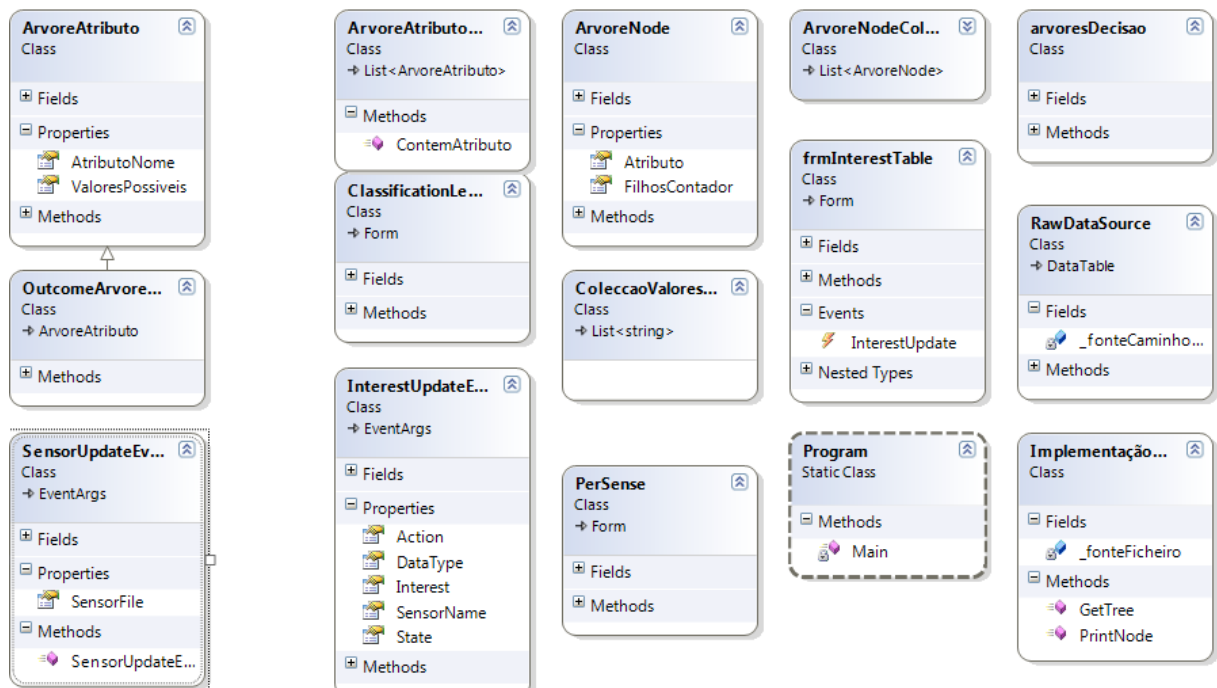 ArvoreAtributo
Class
Fields
Properties
AtributoNome
ValoresPossiveis
Methods
OutcomeArvore...
Class
ArvoreAtributo
Methods
SensorUpdateEv...
Class
EventArgs
Fields
Properties
SensorFile
Methods
SensorUpdateE...
ArvoreAtributo...
Class
List<ArvoreAtributo>
Methods
ContemAtributo
ClassificationLe...
Class
Form
Fields
Methods
InterestUpdateE...
Class
EventArgs
Fields
Properties
Action
DataType
Interest
SensorName
State
Methods
ArvoreNode
Class
Fields
Properties
Atributo
FilhosContador
Methods
ColeccaoValores...
Class
List<string>
PerSense
Class
Form
Fields
Methods
ArvoreNodeCol...
Class
List<ArvoreNode>
frmInterestTable
Class
Form
Fields
Methods
Events
InterestUpdate
Nested Types
Program
Static Class
Methods
Main
arvoresDecisao
Class
Fields
Methods
RawDataSource
Class
DataTable
Fields
_fonteCaminho...
Methods
Implementação...
Class
Fields
_fonteFicheiro
Methods
GetTree
PrintNode